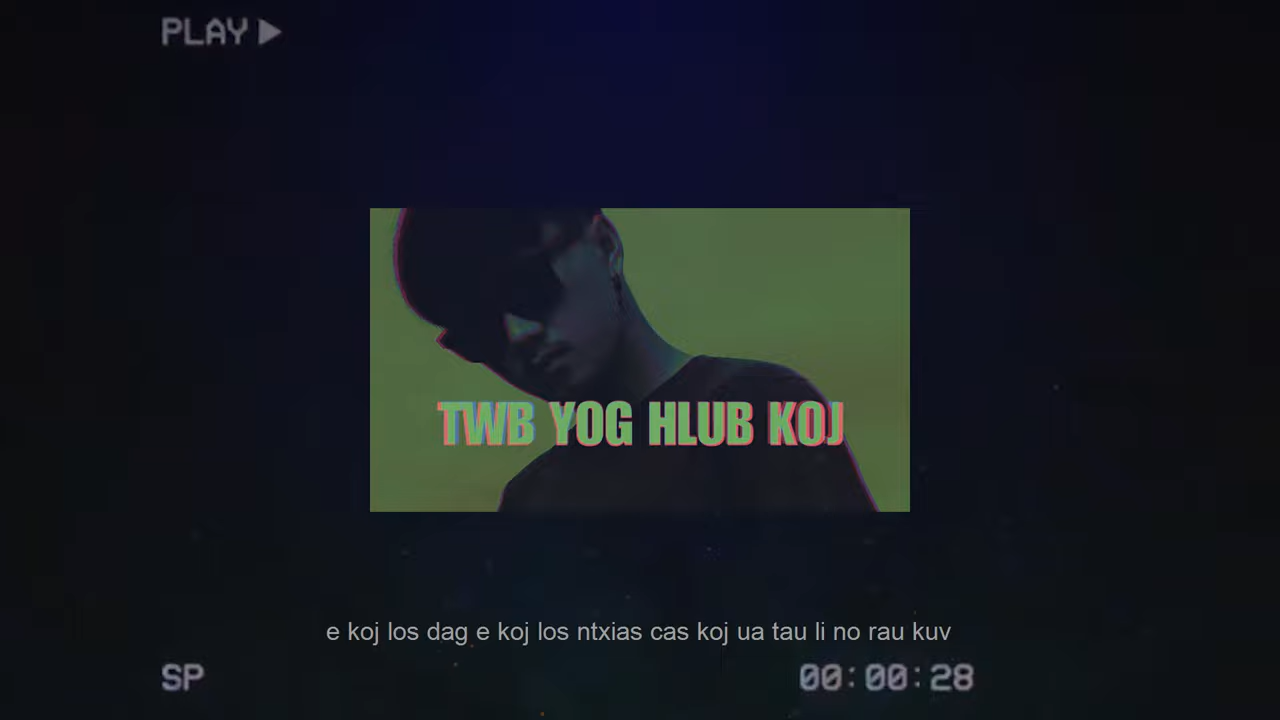 PLAY
TWB YOG HLUB KOJ
e koj los dag e koj los ntxias cas koj ua tau li no rau kuv
SP
00:00:28